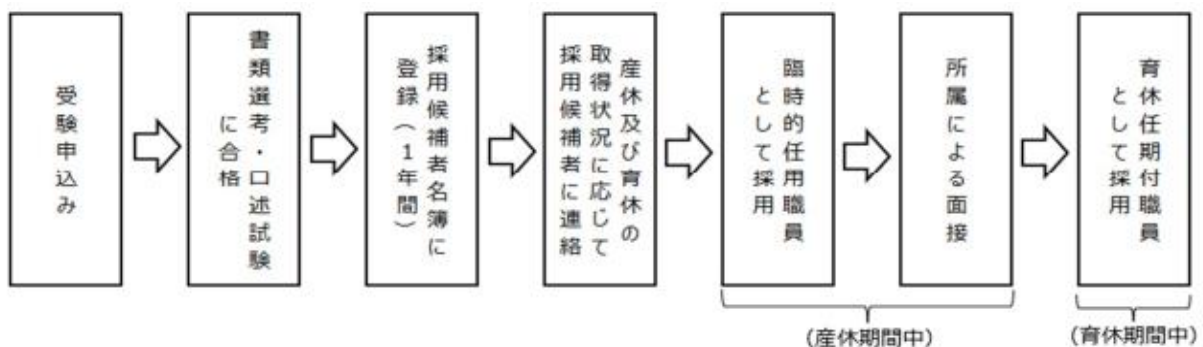 受験申込み
書類選考・口述試験
に合格
採用候補者名簿に
登録（１年間）
産休及び育休の
取得状況に応じて
採用候補者に連絡
臨時的任用職員
として採用
所属による面接
育休任期付職員
として採用
(産休期間中)
(育休期間中)